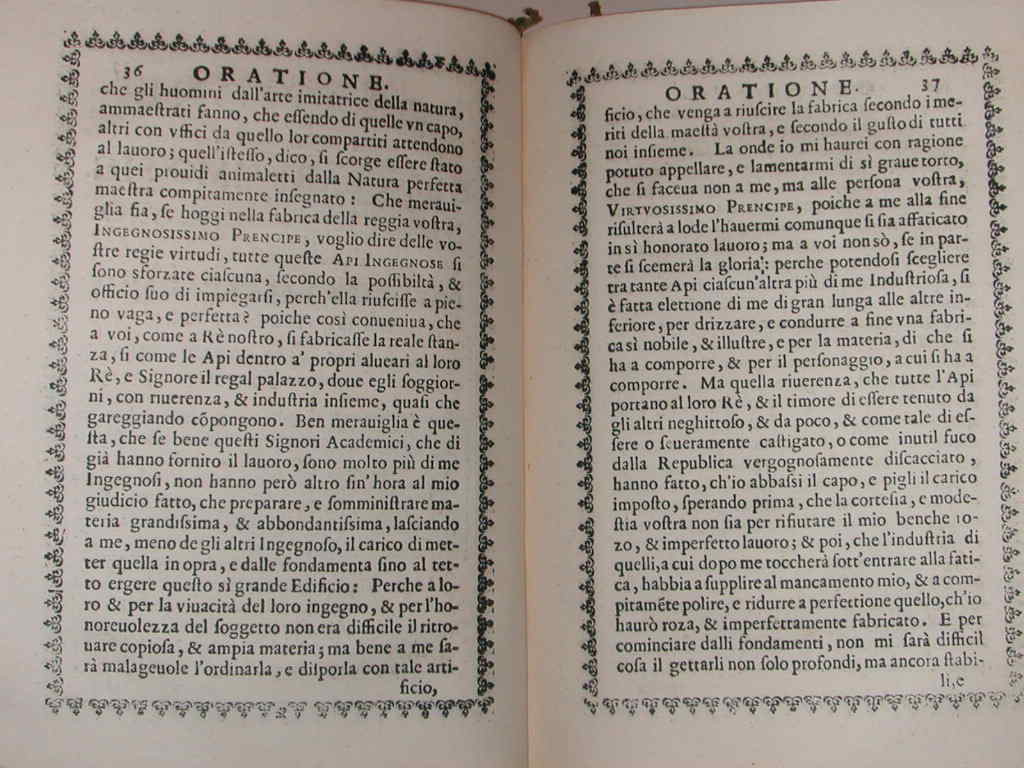 36 ORATIONE.
che gli huomini dall'arte imitatrice della natura,
ammaeſtrati fanno, che eſſendo di quelle vn capo,
altri con vffici da quello lor compartiti attendono
al lauoro; quell'iſteſſo, dico, ſi ſcorge eſſere ſtato
a quei prouidi animaletti dalla Natura perfetta
maeſtra compitamente inſegnato: Che meraui-
glia fia, ſe hoggi nella fabrica della reggia voſtra,
INGEGNOSISSIMO PRENCIPE, voglio dire delle vo-
ſtre regie virtudi, tutte queſte API INGEGNOSE ſi
ſono sforzate ciaſcuna, ſecondo la poſſibiltà, &
officio ſuo di impiegarſi, perch'ella riuſciſſe a pie-
no vaga, e perfetta? poiche così conueniua, che
a voi, come a Rè noſtro, ſi fabricaſſe la reale ſtan-
za, ſi come le Api dentro a' propri alueari al loro
Rè, e Signore il regal palazzo, doue egli ſoggior-
ni, con riuerenza, & induſtria inſieme, quaſi che
gareggiando cõpongono. Ben merauiglia è que-
ſta, che ſe bene queſti Signori Academici, che di
già hanno fornito il lauoro, ſono molto più di me
Ingegnoſi, non hanno però altro ſin'hora al mio
giudicio fatto, che preparare, e ſomminiſtrare ma-
teria grandiſſima, & abbondantiſſima, laſciando
a me, meno de gli altri Ingegnoſo, il carico di met-
ter quella in opra, e dalle fondamenta ſino al tet-
to ergere queſto sì grande Edificio: Perche a lo-
ro & per la viuacità del loro ingegno, & per l'ho-
noreuolezza del ſoggetto non era difficile il ritro-
uare copioſa, & ampia materia; ma bene a me ſa-
rà malageuole l'ordinarla, e diſporla con tale arti-
ficio,
ORATIONE. 37
ficio, che venga a riuſcire la fabrica ſecondo i me-
riti della maeſtà voſtra, e ſecondo il guſto di tutti
noi inſieme. La onde io mi haurei con ragione
potuto appellare, e lamentarmi di sì graue torto,
che ſi faceua non a me, ma alle perſona voſtra,
VIRTVOSISSIMO PRENCIPE, poiche a me alla fine
riſulterà a lode l'hauermi comunque ſi ſia affaticato
in sì honorato lauoro; ma a voi non sò, ſe in par-
te ſi ſcemerà la gloria: perche potendoſi ſcegliere
tra tante Api ciaſcun'altra più di me Induſtrioſa, ſi
è fatta elettione di me di gran lunga alle altre in-
feriore, per drizzare, e condurre a fine vna fabri-
ca sì nobile, & illuſtre, e per la materia, di che ſi
ha a comporre, & per il perſonaggio, a cui ſi ha a
comporre. Ma quella riuerenza, che tutte l'Api
portano al loro Rè, & il timore di eſſere tenuto da
gli altri neghittoſo, & da poco, & come tale di eſ-
ſere o ſeueramente caſtigato, o come inutil fuco
dalla Republica vergognoſamente diſcacciato,
hanno fatto, ch'io abbaſſi il capo, e pigli il carico
impoſto, ſperando prima, che la corteſia, e mode-
ſtia voſtra non ſia per rifiutare il mio benche ro-
zo, & imperfetto lauoro; & poi, che l'induſtria di
quelli, a cui dopo me toccherà ſott'entrare alla fati-
ca, habbia a ſupplire al mancamento mio, & a com-
pitamẽte polire, e ridurre a perfettione quello, ch'io
haurò roza, & imperfettamente fabricato. E per
cominciare dalli fondamenti, non mi ſarà difficil
coſa il gettarli non ſolo profondi, ma ancora ſtabi-
li, e